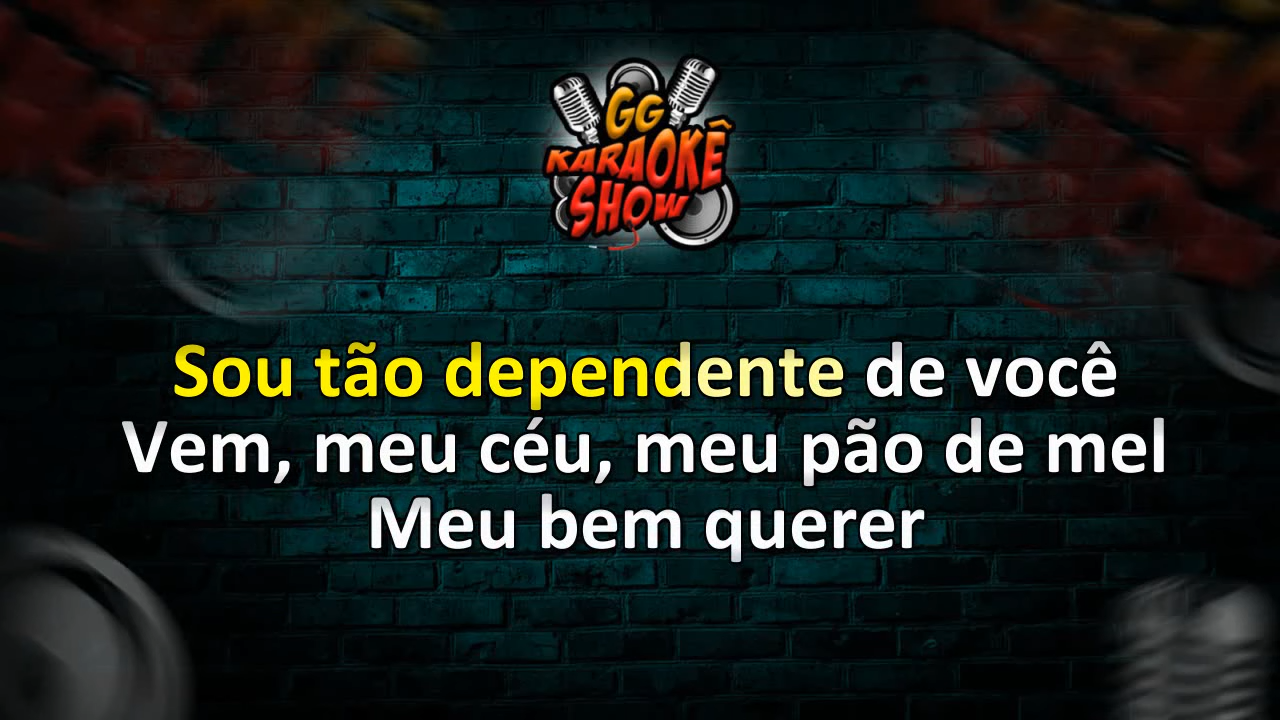 GG
KARAOKÊ
SHOW
Sou tão dependente de você
Vem, meu céu, meu pão de mel
Meu bem querer